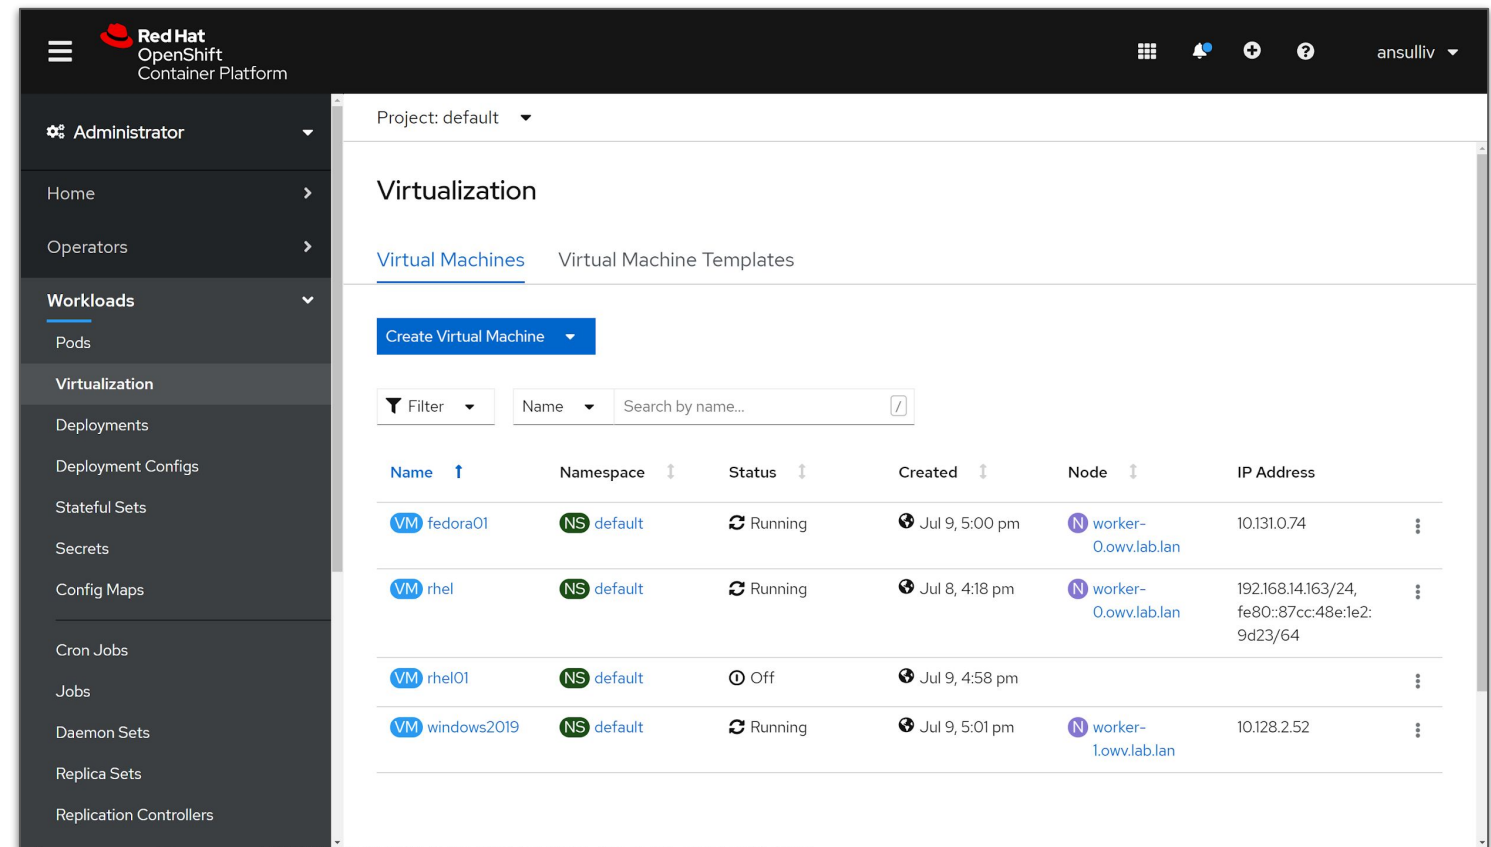 Red Hat
OpenShift
Container Platform
ansulliv
Administrator
Home
Operators
Workloads
Pods
Virtualization
Deployments
Deployment Configs
Stateful Sets
Secrets
Config Maps
Cron Jobs
Jobs
Daemon Sets
Replica Sets
Replication Controllers
Project: default
Virtualization
Virtual Machines Virtual Machine Templates
Create Virtual Machine
Filter Name Search by name... /
Name Namespace Status Created Node IP Address
VM fedora01 NS default Running Jul 9, 5:00 pm N worker- 10.131.0.74
0.owv.lab.lan
VM rhel NS default Running Jul 8, 4:18 pm N worker- 192.168.14.163/24,
0.owv.lab.lan fe80::87cc:48e:1e2:
9d23/64
VM rhel01 NS default Off Jul 9, 4:58 pm
VM windows2019 NS default Running Jul 9, 5:01 pm N worker- 10.128.2.52
1.owv.lab.lan